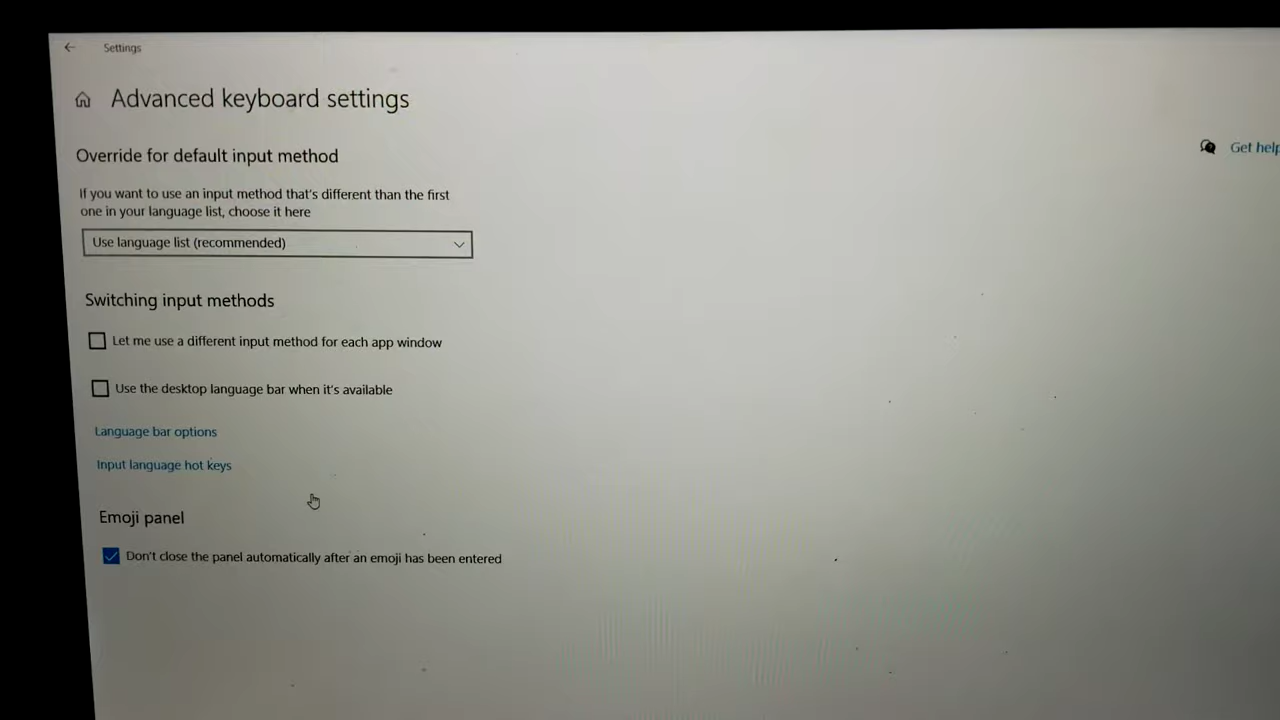 Settings
Advanced keyboard settings
Override for default input method
Get help
If you want to use an input method that's different than the first
one in your language list, choose it here
Use language list (recommended)
Switching input methods
Let me use a different input method for each app window
Use the desktop language bar when it's available
Language bar options
Input language hot keys
Emoji panel
Don't close the panel automatically after an emoji has been entered